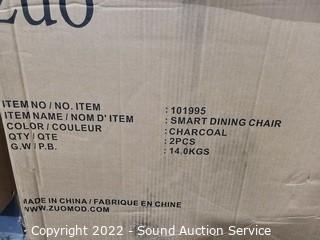 Zuo
ITEM NO / NO. ITEM : 101995
ITEM NAME / NOM D' ITEM : SMART DINING CHAIR
COLOR / COULEUR : CHARCOAL
QTY / QTE : 2PCS
G.W / P.B. : 14.0KGS
MADE IN CHINA / FABRIQUE EN CHINE
WWW.ZUOMOD.COM
Copyright 2022 - Sound Auction Service